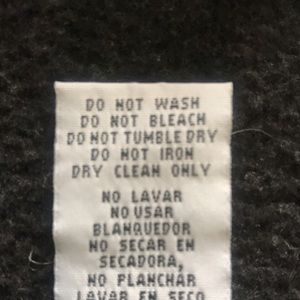 DO NOT WASH
DO NOT BLEACH
DO NOT TUMBLE DRY
DO NOT IRON
DRY CLEAN ONLY
NO LAVAR
NO USAR
BLANQUEDOR
NO SECAR EN
SECADORA,
NO PLANCHAR
LAVAR EN SECO